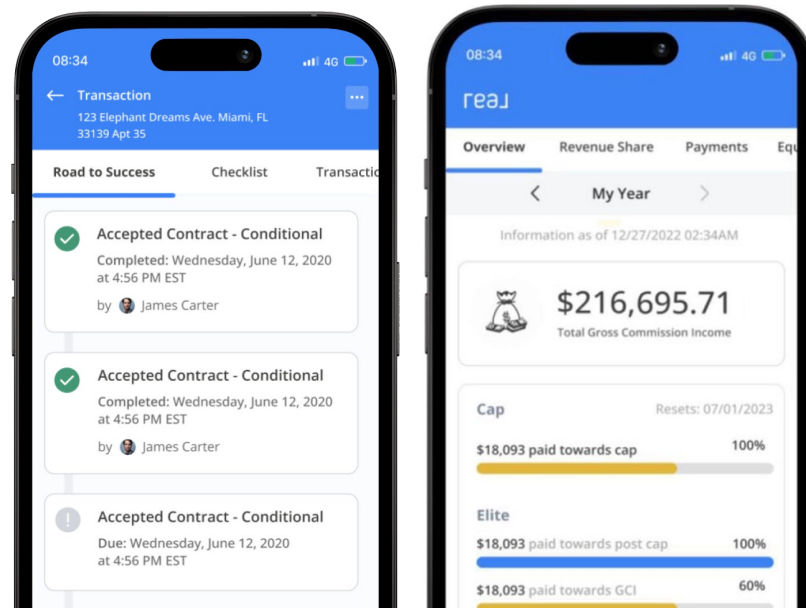 08:34
4G
Transaction
...
123 Elephant Dreams Ave. Miami, FL
33139 Apt 35
Road to Success
Checklist
Transactio
Accepted Contract - Conditional
Completed: Wednesday, June 12, 2020
at 4:56 PM EST
by James Carter
Accepted Contract - Conditional
Completed: Wednesday, June 12, 2020
at 4:56 PM EST
by James Carter
!
Accepted Contract - Conditional
Due: Wednesday, June 12, 2020
at 4:56 PM EST
08:34
4G
real
Overview
Revenue Share
Payments
Equ
My Year
Information as of 12/27/2022 02:34AM
$216,695.71
Total Gross Commission Income
Cap
Resets: 07/01/2023
$18,093 paid towards cap
100%
Elite
$18,093 paid towards post cap
100%
$18,093 paid towards GCI
60%